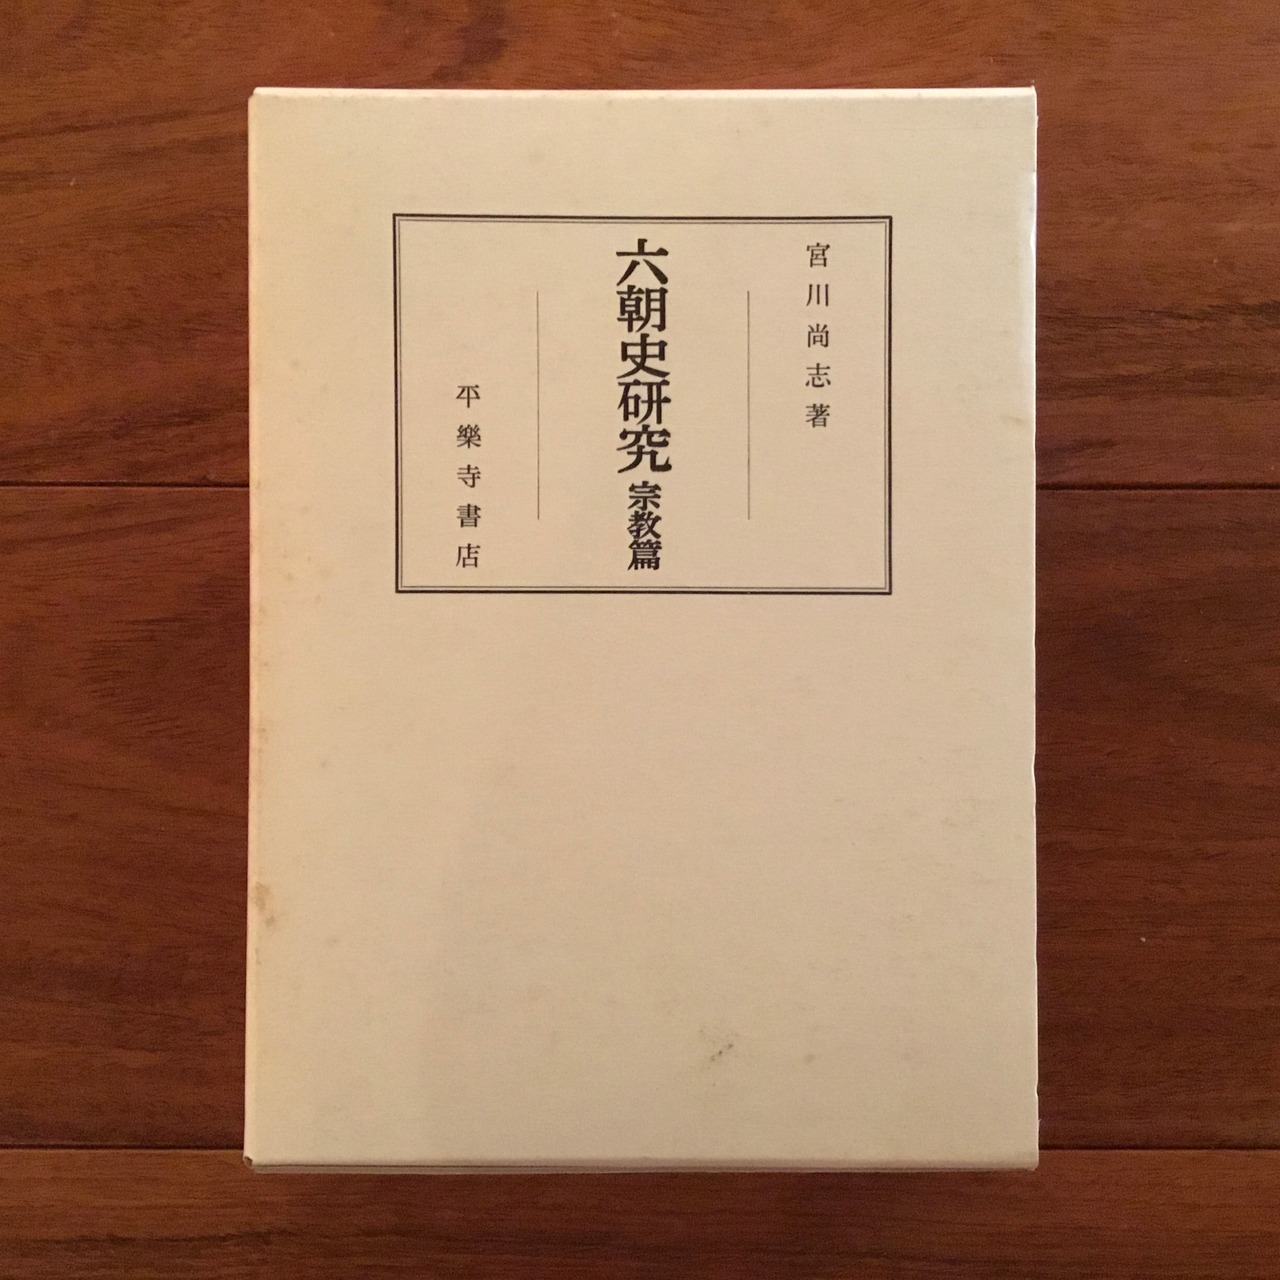 宮川尚志著
六朝史研究 宗教篇
平樂寺書店